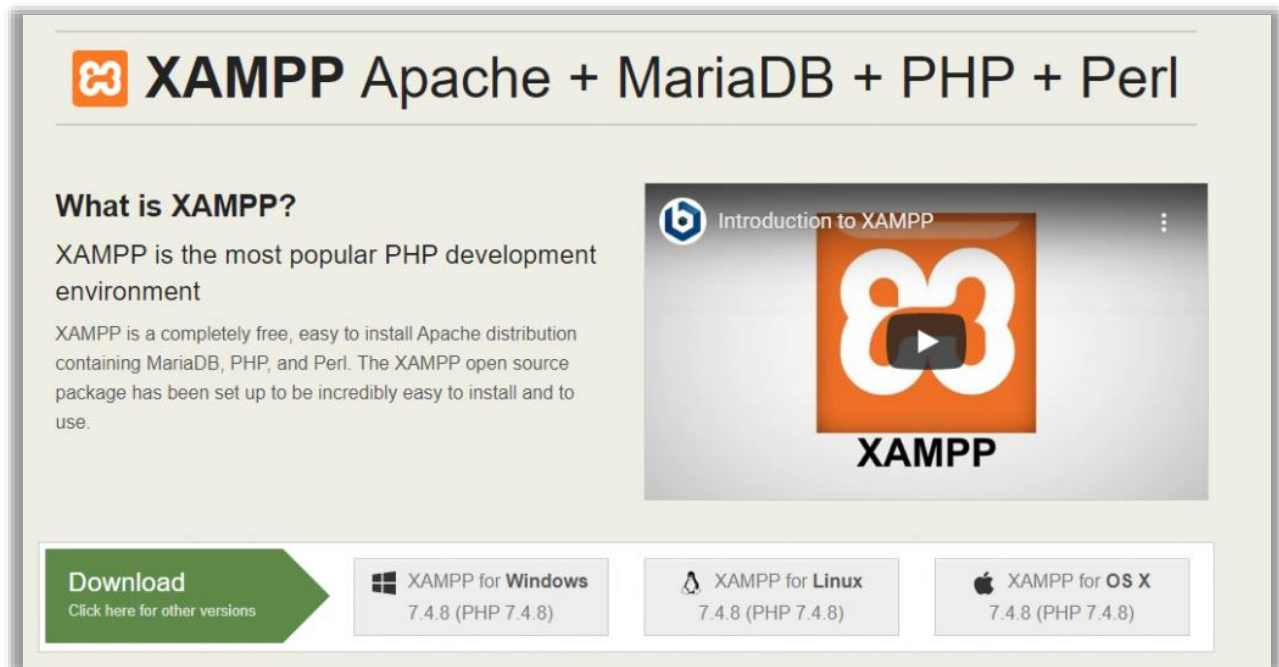 XAMPP Apache + MariaDB + PHP + Perl
What is XAMPP?
XAMPP is the most popular PHP development
environment
XAMPP is a completely free, easy to install Apache distribution
containing MariaDB, PHP, and Perl. The XAMPP open source
package has been set up to be incredibly easy to install and to
use.
Introduction to XAMPP
XAMPP
Download
Click here for other versions
XAMPP for Windows
7.4.8 (PHP 7.4.8)
XAMPP for Linux
7.4.8 (PHP 7.4.8)
XAMPP for OS X
7.4.8 (PHP 7.4.8)